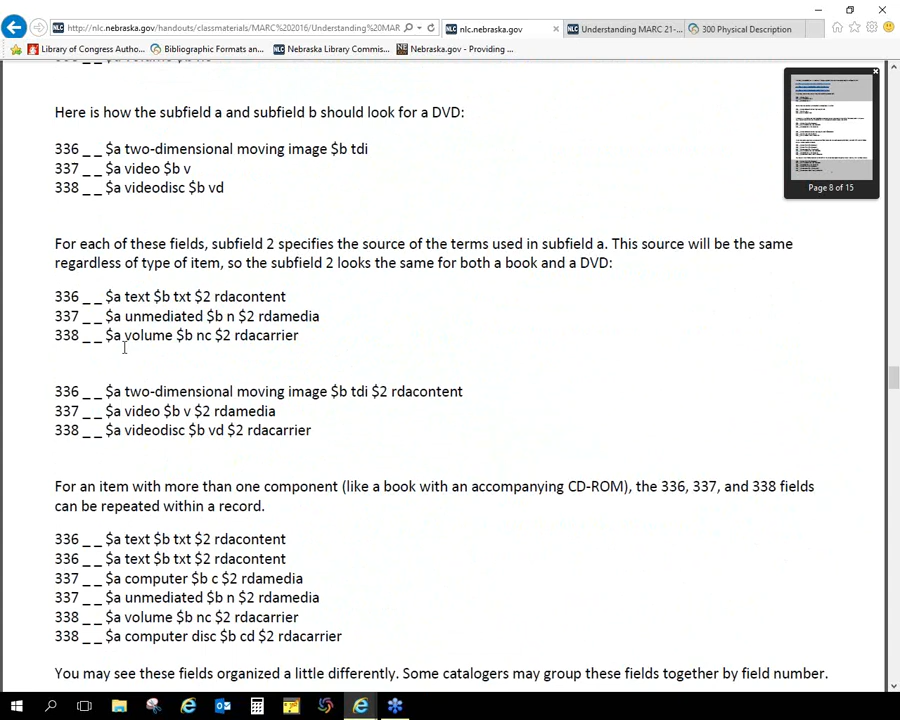 http://nlc.nebraska.gov/handouts/classmaterials/MARC%202016/Understanding%20MAR
nlc.nebraska.gov
Understanding MARC 21-...
300 Physical Description
Library of Congress Autho...
Bibliographic Formats an...
Nebraska Library Commiss...
Nebraska.gov - Providing ...
Here is how the subfield a and subfield b should look for a DVD:
336 _ _ $a two-dimensional moving image $b tdi
337 _ _ $a video $b v
338 _ _ $a videodisc $b vd
Page 8 of 15
For each of these fields, subfield 2 specifies the source of the terms used in subfield a. This source will be the same
regardless of type of item, so the subfield 2 looks the same for both a book and a DVD:
336 _ _ $a text $b txt $2 rdacontent
337 _ _ $a unmediated $b n $2 rdamedia
338 _ _ $a volume $b nc $2 rdacarrier
336 _ _ $a two-dimensional moving image $b tdi $2 rdacontent
337 _ _ $a video $b v $2 rdamedia
338 _ _ $a videodisc $b vd $2 rdacarrier
For an item with more than one component (like a book with an accompanying CD-ROM), the 336, 337, and 338 fields
can be repeated within a record.
336 _ _ $a text $b txt $2 rdacontent
336 _ _ $a text $b txt $2 rdacontent
337 _ _ $a computer $b c $2 rdamedia
337 _ _ $a unmediated $b n $2 rdamedia
338 _ _ $a volume $b nc $2 rdacarrier
338 _ _ $a computer disc $b cd $2 rdacarrier
You may see these fields organized a little differently. Some catalogers may group these fields together by field number.